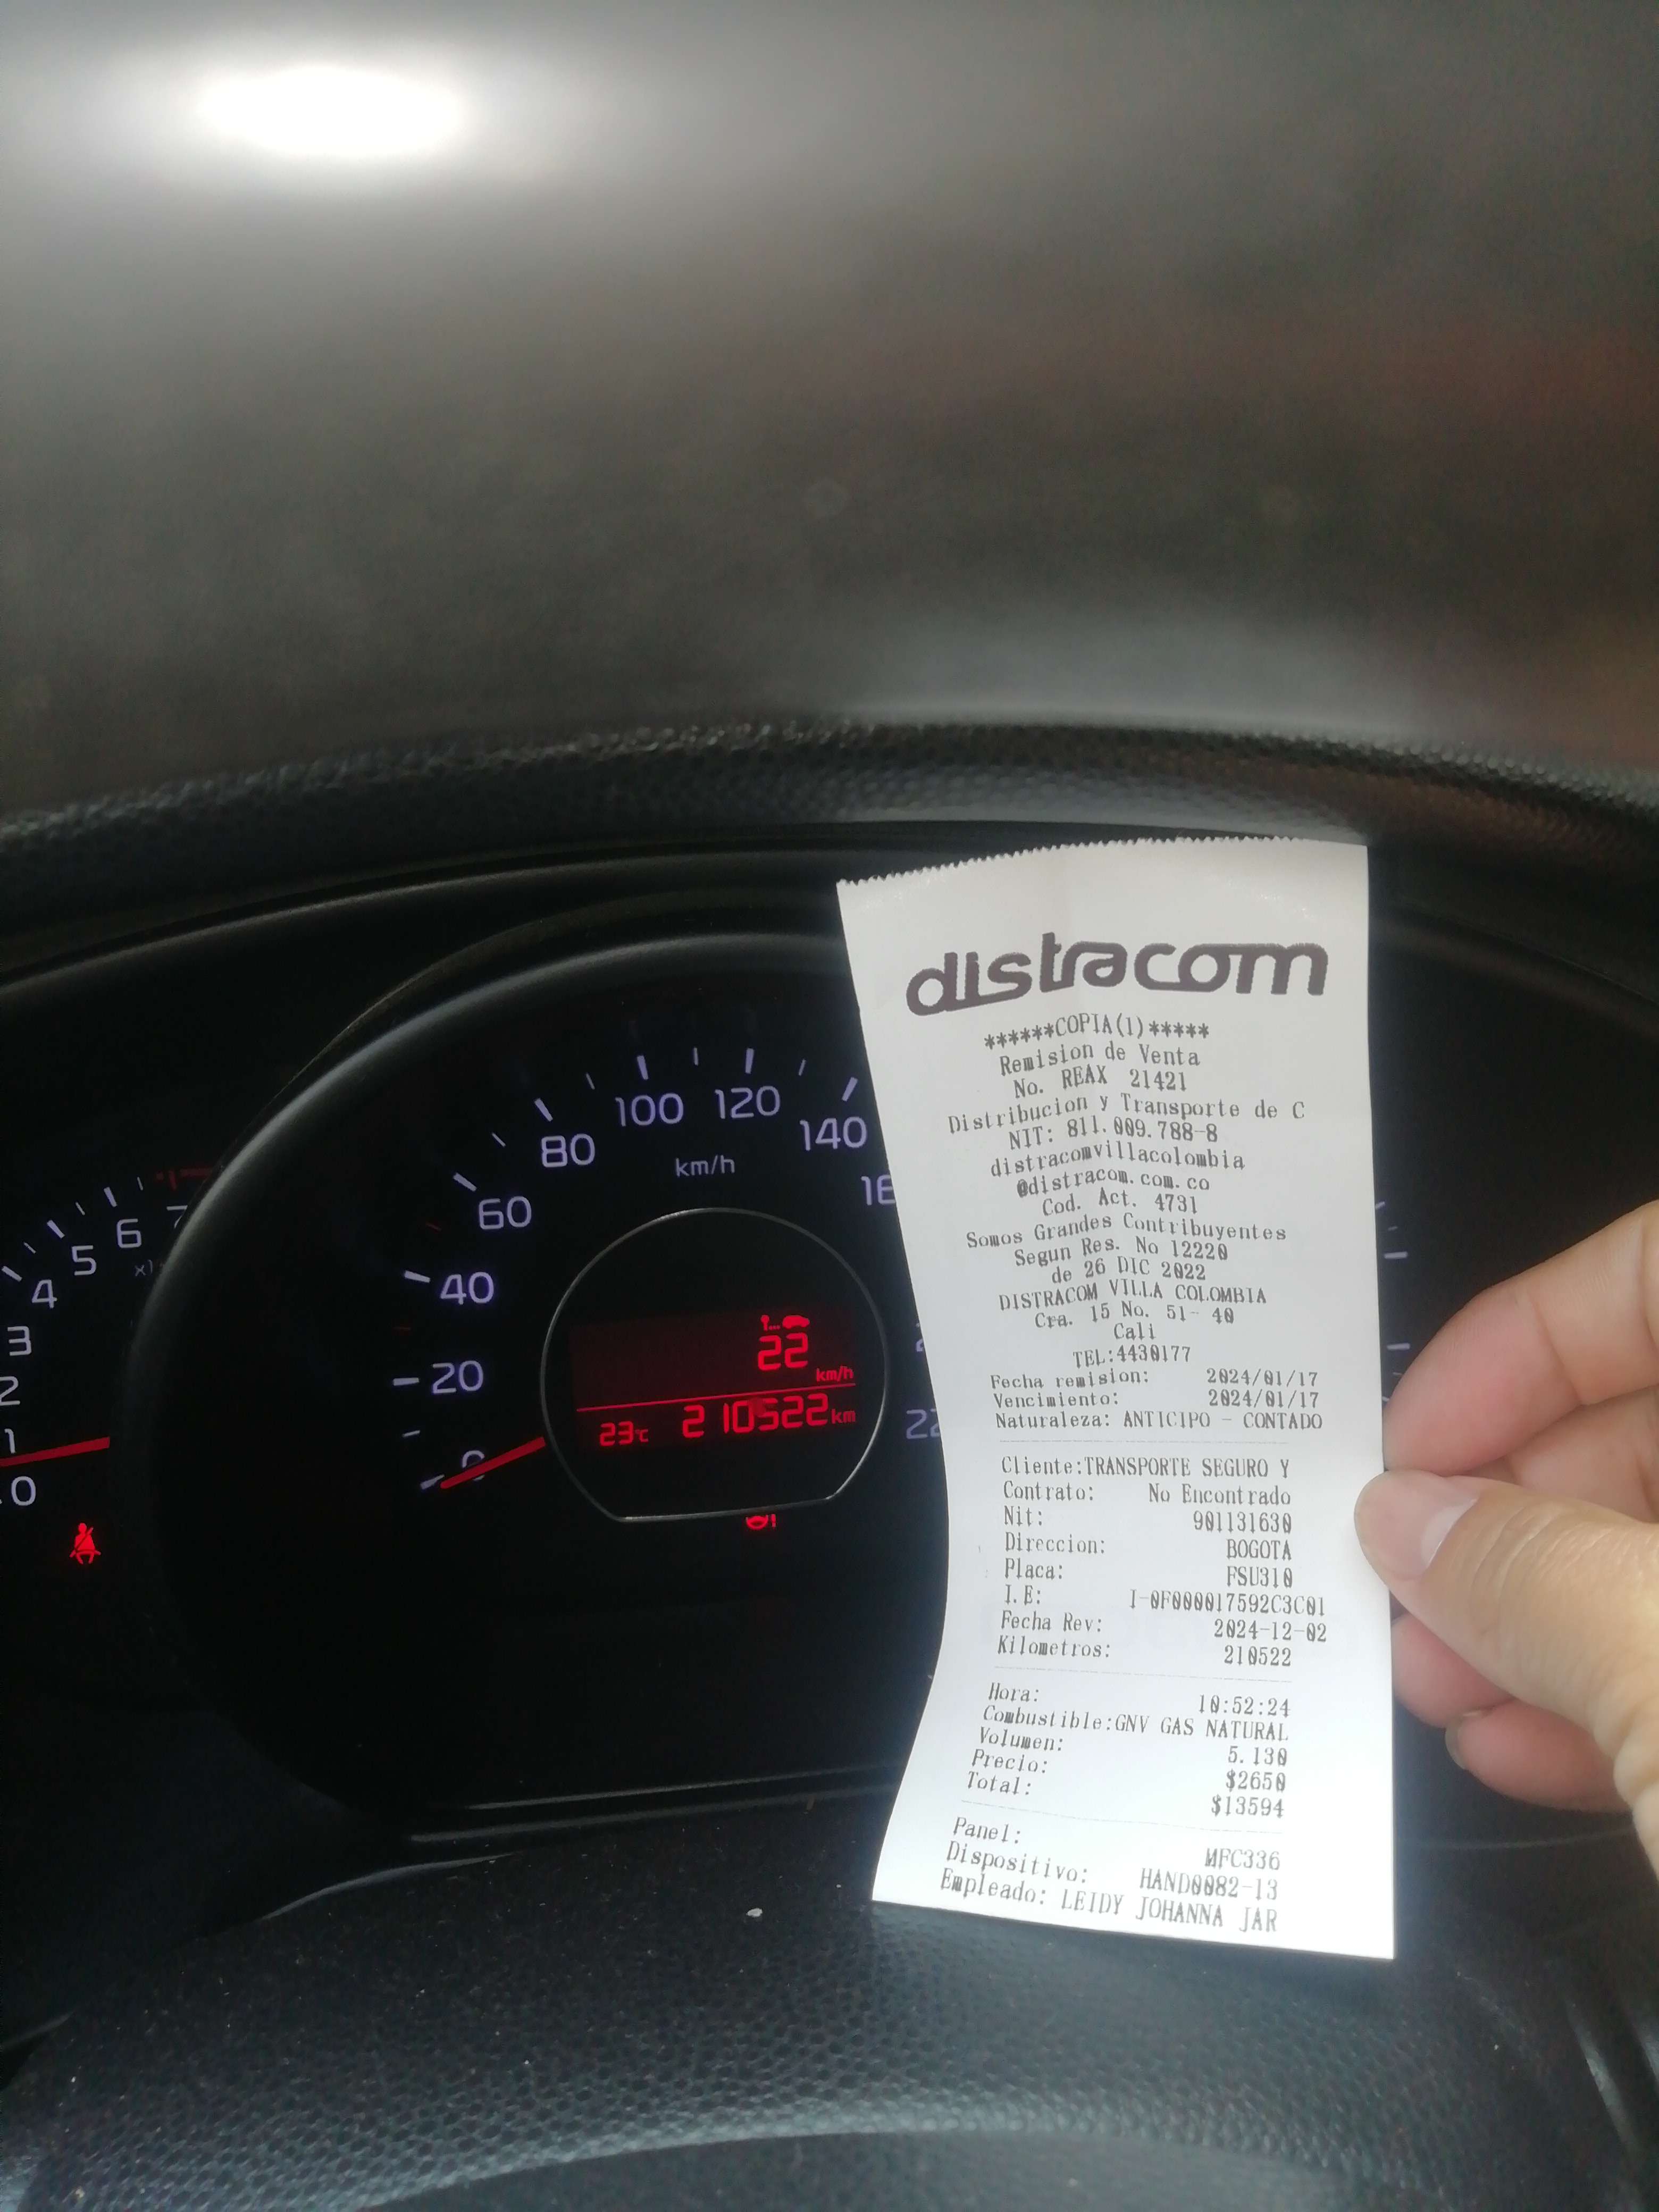 distracom
******COPIA(1)*****
Remision de Venta
No. REAX 21421
Distribucion y Transporte de C
NIT: 811.009.788-8
distracomvillacolombia
@distracom.com.co
Cod. Act. 4731
Somos Grandes Contribuyentes
Segun Res. No 12220
de 26 DIC 2022
DISTRACOM VILLA COLOMBIA
Cra. 15 No. 51- 40
Cali
TEL:4430177
Fecha remision: 2024/01/17
Vencimiento: 2024/01/17
Naturaleza: ANTICIPO - CONTADO
Cliente:TRANSPORTE SEGURO Y
Contrato: No Encontrado
Nit: 901131630
Direccion: BOGOTA
Placa: FSU310
I.E: I-0F000017592C3C01
Fecha Rev: 2024-12-02
Kilometros: 210522
Hora: 10:52:24
Combustible:GNV GAS NATURAL
Volumen: 5.130
Precio: $2650
Total: $13594
Panel: MFC336
Dispositivo: HAND0082-13
Empleado: LEIDY JOHANNA JAR
0
1
2
3
4
5
6
7
0
20
40
60
80
100
120
140
km/h
22
km/h
23°C 210522 km